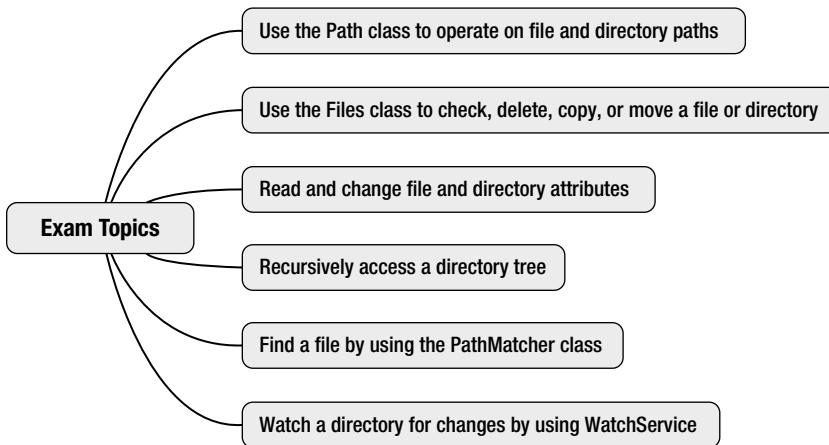 Use the Path class to operate on file and directory paths
Use the Files class to check, delete, copy, or move a file or directory
Read and change file and directory attributes
Exam Topics
Recursively access a directory tree
Find a file by using the PathMatcher class
Watch a directory for changes by using WatchService